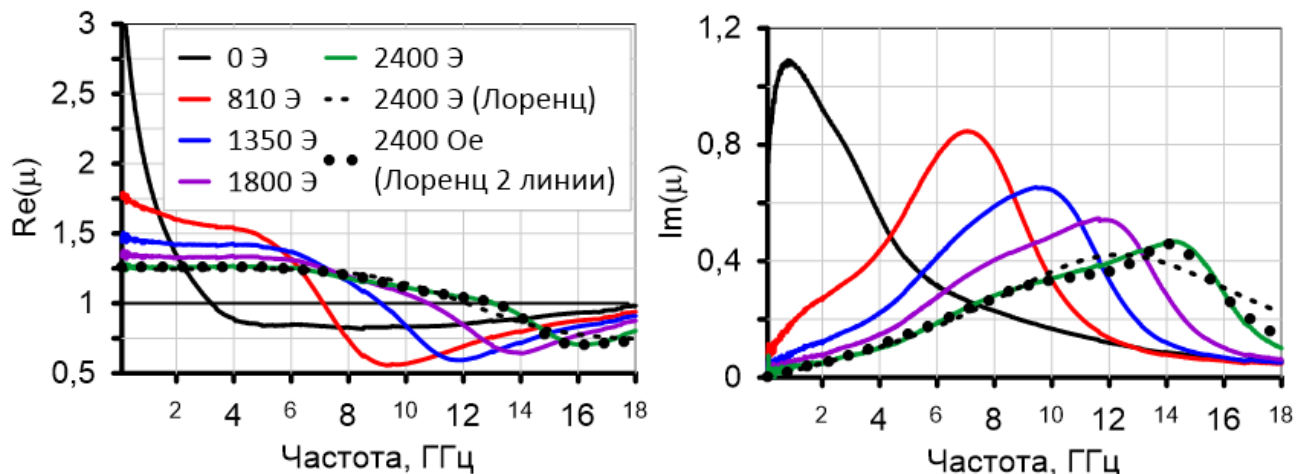 3
2,5
2
1,5
1
0,5
Re(μ)
0 Э
810 Э
1350 Э
1800 Э
2400 Э
2400 Э (Лоренц)
2400 Oe
(Лоренц 2 линии)
2 4 6 8 10 12 14 16 18
Частота, ГГц
1,2
0,8
0,4
0
Im(μ)
2 4 6 8 10 12 14 16 18
Частота, ГГц